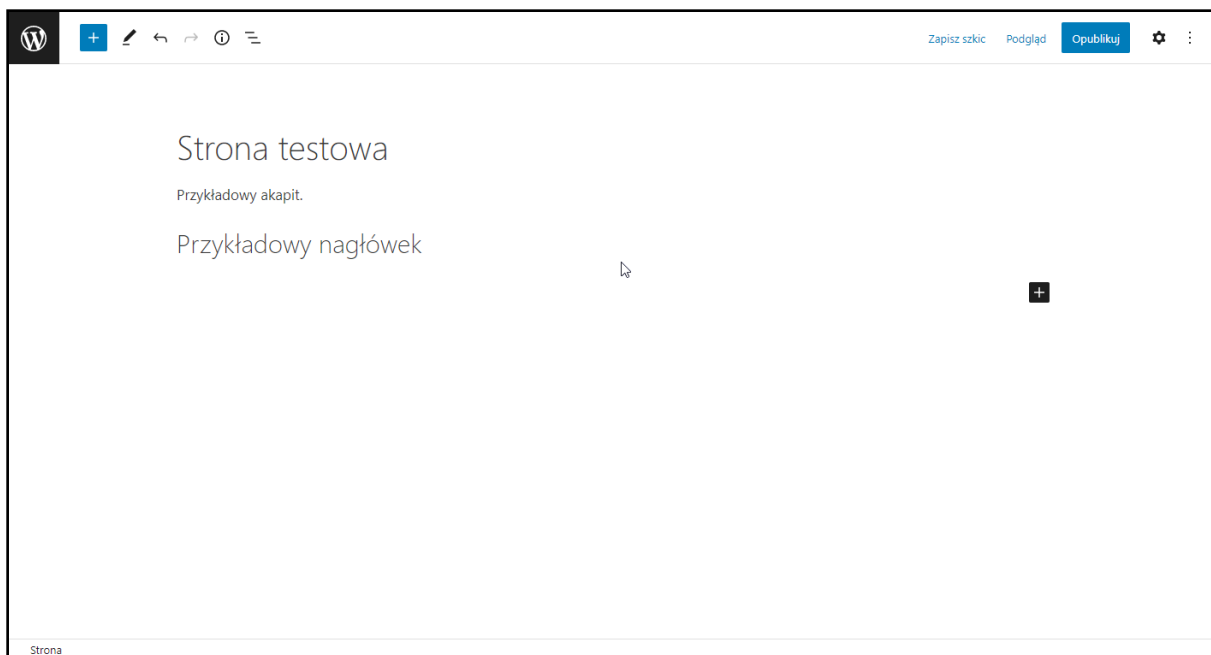 Zapisz szkic Podgląd Opublikuj
Strona testowa
Przykładowy akapit.
Przykładowy nagłówek
Strona